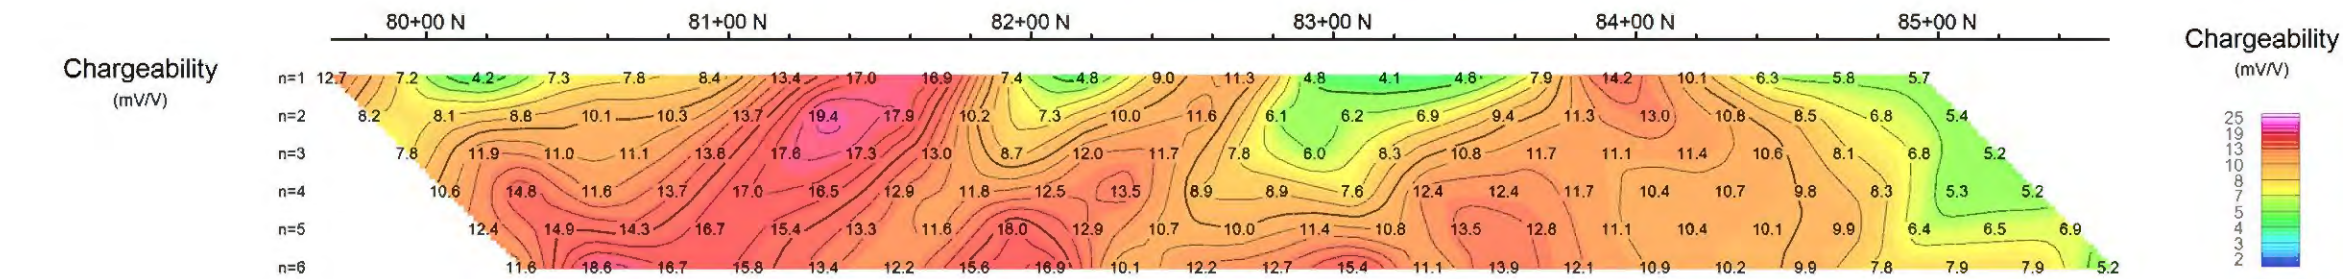 80+00 N 81+00 N 82+00 N 83+00 N 84+00 N 85+00 N
Chargeability
(mV/V)
Chargeability
(mV/V)
n=1 12.7 7.2 4.2 7.3 7.8 8.4 13.4 17.0 16.9 7.4 4.8 9.0 11.3 4.8 4.1 4.8 7.9 14.2 10.1 6.3 5.8 5.7
n=2 8.2 8.1 8.8 10.1 10.3 13.7 19.4 17.9 10.2 7.3 10.0 11.6 6.1 6.2 6.9 9.4 11.3 13.0 10.8 8.5 6.8 5.4
n=3 7.8 11.9 11.0 11.1 13.8 17.6 17.3 13.0 8.7 12.0 11.7 7.8 6.0 8.3 10.8 11.7 11.1 11.4 10.6 8.1 6.8 5.2
n=4 10.6 14.8 11.6 13.7 17.0 16.5 12.9 11.8 12.5 13.5 8.9 8.9 7.6 12.4 12.4 11.7 10.4 10.7 9.8 8.3 5.3 5.2
n=5 12.4 14.9 14.3 16.7 15.4 13.3 11.6 18.0 12.9 10.7 10.0 11.4 10.8 13.5 12.8 11.1 10.4 10.1 9.9 6.4 6.5 6.9
n=6 11.6 18.6 16.7 15.8 13.4 12.2 15.6 16.9 10.1 12.2 12.7 15.4 11.1 13.9 12.1 10.9 10.2 9.9 7.8 7.9 7.9 5.2
25
19
13
10
8
7
5
4
3
2